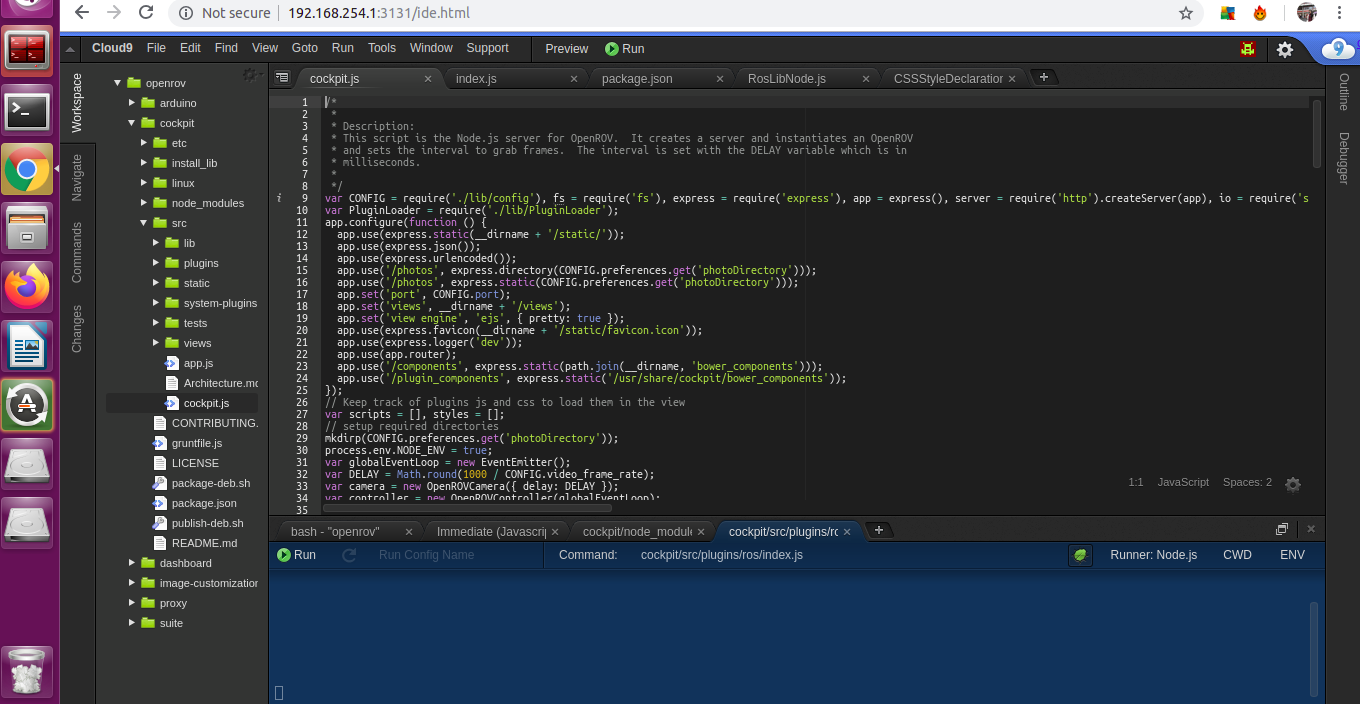 Not secure | 192.168.254.1:3131/ide.html
Cloud9 File Edit Find View Goto Run Tools Window Support Preview Run
9
Workspace
Navigate
Commands
Changes
openrov
arduino
cockpit
etc
install_lib
linux
node_modules
src
lib
plugins
static
system-plugins
tests
views
app.js
Architecture.md
cockpit.js
CONTRIBUTING.
gruntfile.js
LICENSE
package-deb.sh
package.json
publish-deb.sh
README.md
dashboard
image-customization
proxy
suite
cockpit.js × index.js × package.json × RosLibNode.js × CSSStyleDeclaration × +
1 /*
2 *
3 * Description:
4 * This script is the Node.js server for OpenROV.  It creates a server and instantiates an OpenROV
5 * and sets the interval to grab frames.  The interval is set with the DELAY variable which is in
6 * milliseconds.
7 *
8 */
i 9 var CONFIG = require('./lib/config'), fs = require('fs'), express = require('express'), app = express(), server = require('http').createServer(app), io = require('s
10 var PluginLoader = require('./lib/PluginLoader');
11 app.configure(function () {
12 app.use(express.static(__dirname + '/static/'));
13 app.use(express.json());
14 app.use(express.urlencoded());
15 app.use('/photos', express.directory(CONFIG.preferences.get('photoDirectory')));
16 app.use('/photos', express.static(CONFIG.preferences.get('photoDirectory')));
17 app.set('port', CONFIG.port);
18 app.set('views', __dirname + '/views');
19 app.set('view engine', 'ejs', { pretty: true });
20 app.use(express.favicon(__dirname + '/static/favicon.icon'));
21 app.use(express.logger('dev'));
22 app.use(app.router);
23 app.use('/components', express.static(path.join(__dirname, 'bower_components')));
24 app.use('/plugin_components', express.static('/usr/share/cockpit/bower_components'));
25 });
26 // Keep track of plugins js and css to load them in the view
27 var scripts = [], styles = [];
28 // setup required directories
29 mkdirp(CONFIG.preferences.get('photoDirectory'));
30 process.env.NODE_ENV = true;
31 var globalEventLoop = new EventEmitter();
32 var DELAY = Math.round(1000 / CONFIG.video_frame_rate);
33 var camera = new OpenROVCamera({ delay: DELAY });
34 var controller = new OpenROVController(globalEventLoop);
35
1:1 JavaScript Spaces: 2
Outline
Debugger
bash - "openrov" × Immediate (Javascrip × cockpit/node_module × cockpit/src/plugins/ro × +
Run Run Config Name Command: cockpit/src/plugins/ros/index.js Runner: Node.js CWD ENV